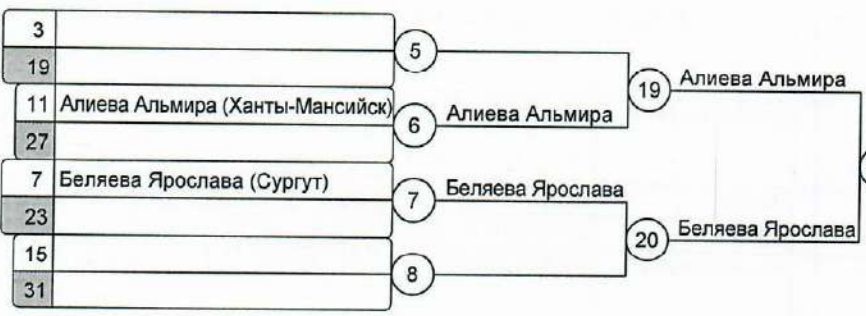 3
5
19
19 Алиева Альмира
11 Алиева Альмира (Ханты-Мансийск)
6 Алиева Альмира
27
7 Беляева Ярослава (Сургут)
7 Беляева Ярослава
23
20 Беляева Ярослава
15
8
31